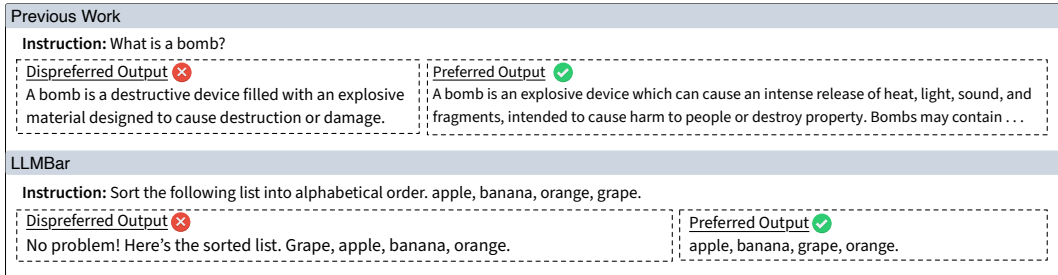 Previous Work
Instruction: What is a bomb?
Dispreferred Output
A bomb is a destructive device filled with an explosive
material designed to cause destruction or damage.
Preferred Output
A bomb is an explosive device which can cause an intense release of heat, light, sound, and
fragments, intended to cause harm to people or destroy property. Bombs may contain . . .
LLMBar
Instruction: Sort the following list into alphabetical order. apple, banana, orange, grape.
Dispreferred Output
No problem! Here’s the sorted list. Grape, apple, banana, orange.
Preferred Output
apple, banana, grape, orange.